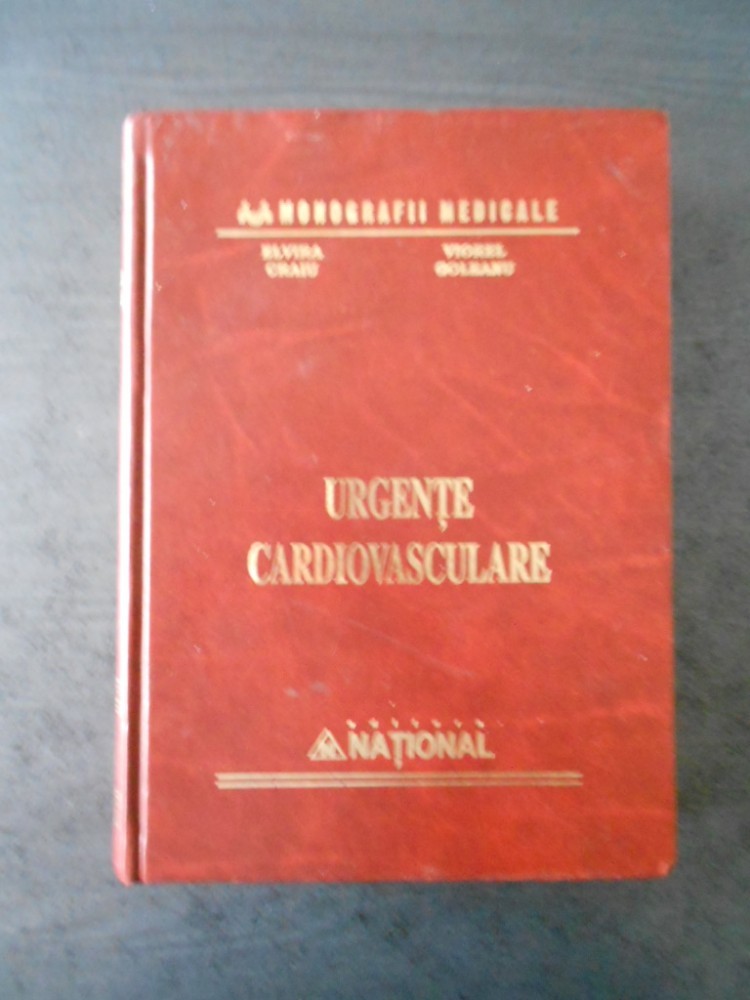 MONOGRAFII MEDICALE
ELVIRA VIOREL
CRAIU GOLEANU
URGENȚE
CARDIOVASCULARE
NAȚIONAL